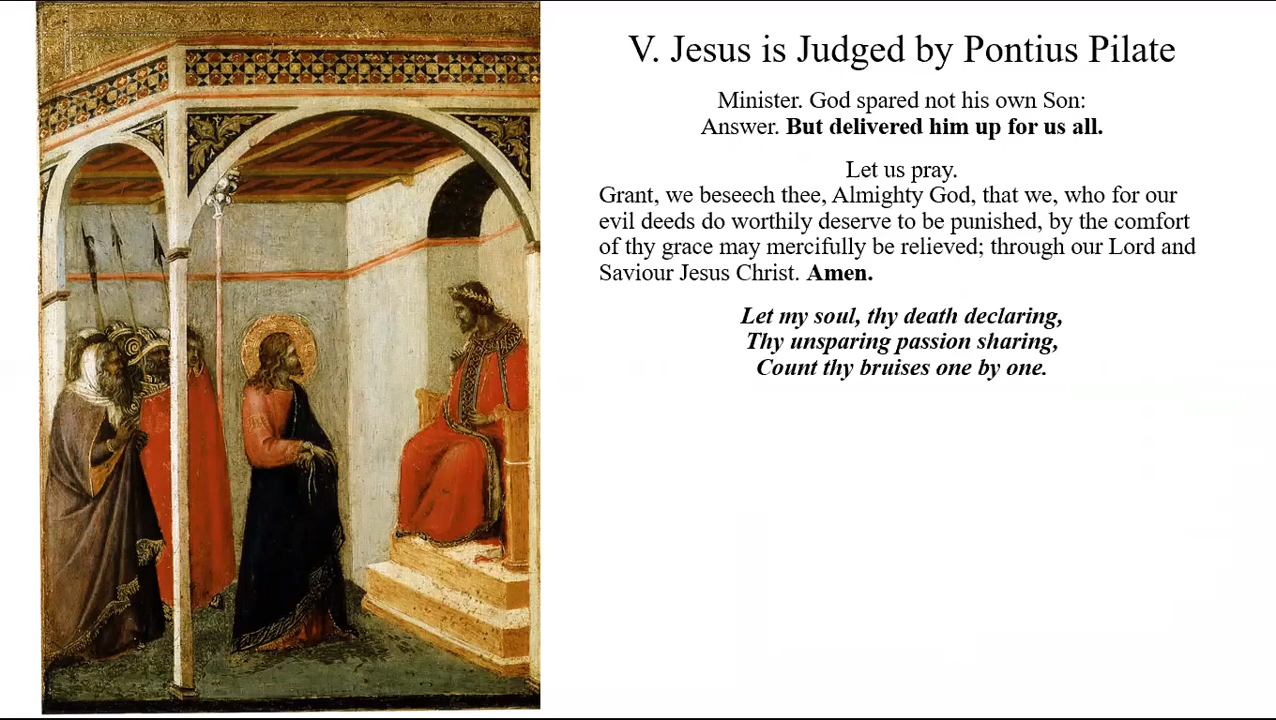 V. Jesus is Judged by Pontius Pilate
Minister. God spared not his own Son:
Answer. But delivered him up for us all.
Let us pray.
Grant, we beseech thee, Almighty God, that we, who for our
evil deeds do worthily deserve to be punished, by the comfort
of thy grace may mercifully be relieved; through our Lord and
Saviour Jesus Christ. Amen.
Let my soul, thy death declaring,
Thy unsparing passion sharing,
Count thy bruises one by one.